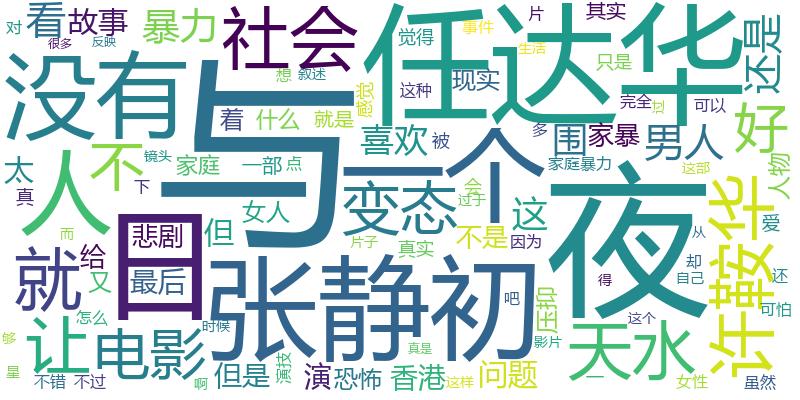 对
看
故事
暴力
社会
任达华
觉得
事件
片
其实
还是
很多
反映
想
叙述
感觉
生活
没有
与
这种
现实
只是
完全
过
可以
着
什么
就是
喜欢
被
多
围
家暴
男人
好
人
不
一个
夜
太
镜头
家庭
一部
点
家庭暴力
这部
人物
真
下
变态
会
过于
这
日
悲剧
但
女人
不是
因为
爱
许鞍华
而
片子
真实
从
就
给
又
最后
张静初
吧
压抑
得
却
自己
还
可怕
让
怎么
电影
时候
天水
这个
够
真是
影片
一
星
不错
不过
啊
但是
演技
演
恐怖
香港
这样
问题
女性
虽然